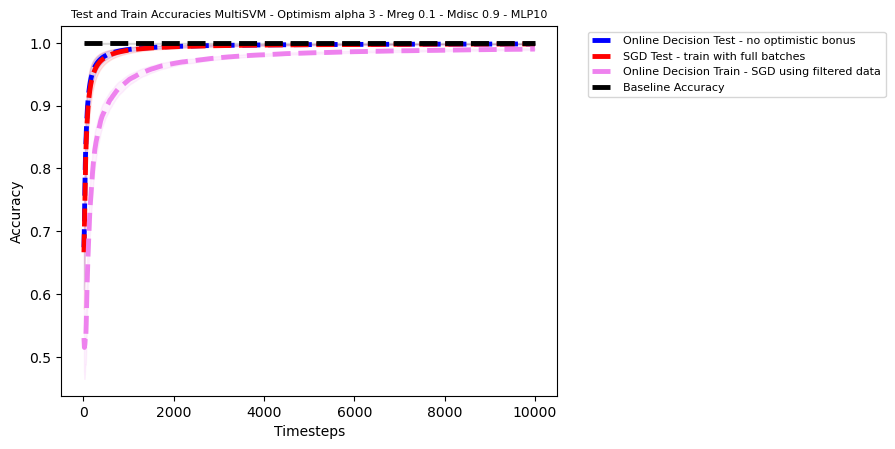 Test and Train Accuracies MultiSVM - Optimism alpha 3 - Mreg 0.1 - Mdisc 0.9 - MLP10
Online Decision Test - no optimistic bonus
SGD Test - train with full batches
Online Decision Train - SGD using filtered data
Baseline Accuracy
Accuracy
1.0
0.9
0.8
0.7
0.6
0.5
0 2000 4000 6000 8000 10000
Timesteps